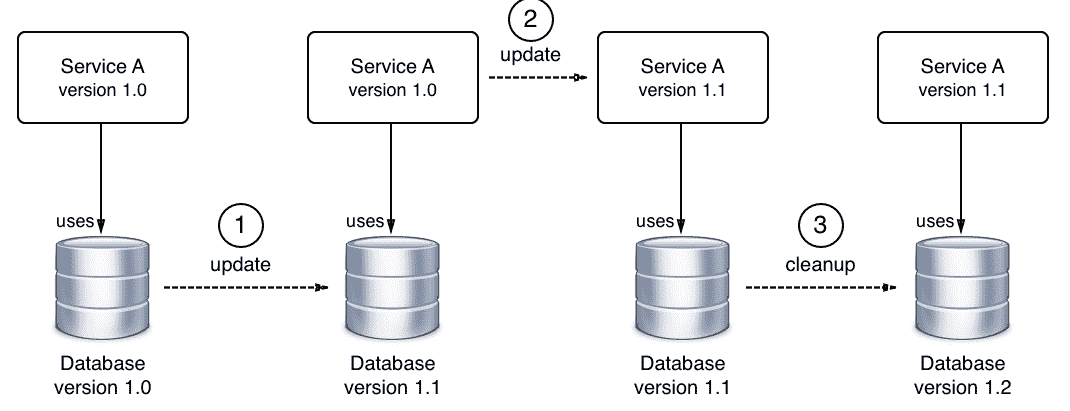 2
update
Service A
version 1.0
Service A
version 1.0
Service A
version 1.1
Service A
version 1.1
uses
1
update
uses
uses
3
cleanup
uses
Database
version 1.0
Database
version 1.1
Database
version 1.1
Database
version 1.2